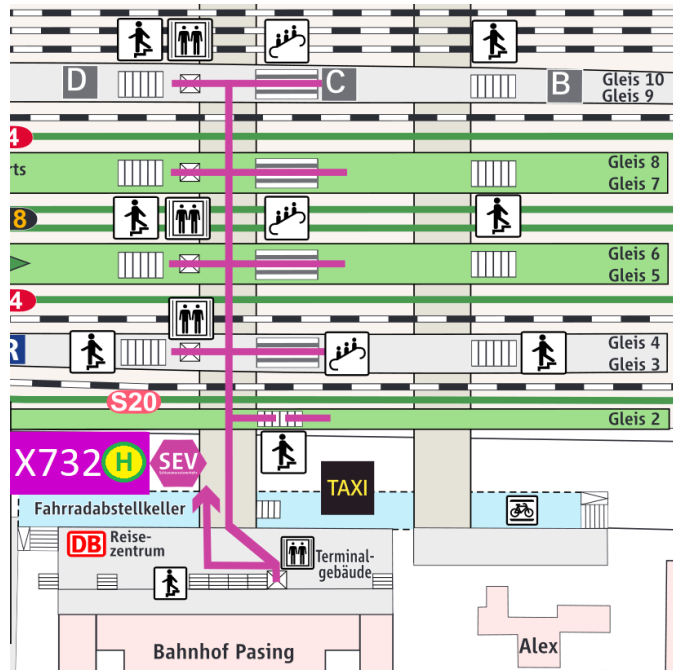 D
C
B
Gleis 10
Gleis 9
4
rts
Gleis 8
Gleis 7
8
Gleis 6
Gleis 5
4
R
Gleis 4
Gleis 3
S20
Gleis 2
X732
H
SEV
TAXI
Fahrradabstellkeller
DB
Reise-
zentrum
Terminal-
gebäude
Bahnhof Pasing
Alex